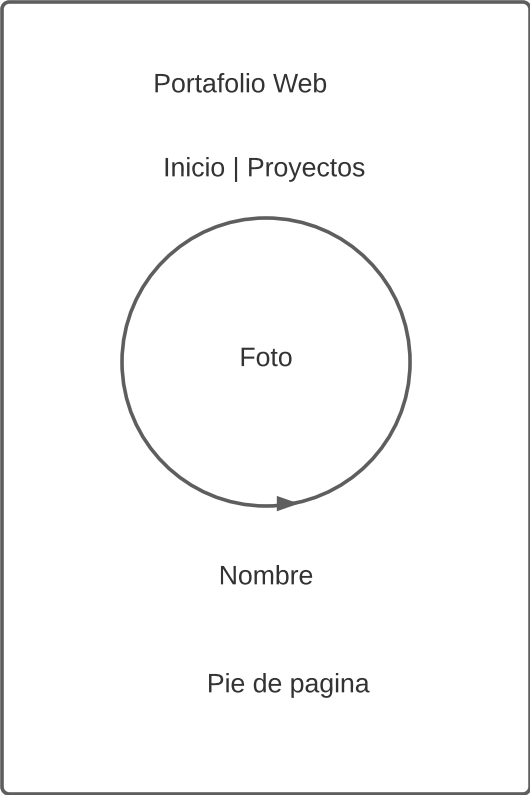 Portafolio Web
Inicio | Proyectos
Foto
Nombre
Pie de pagina